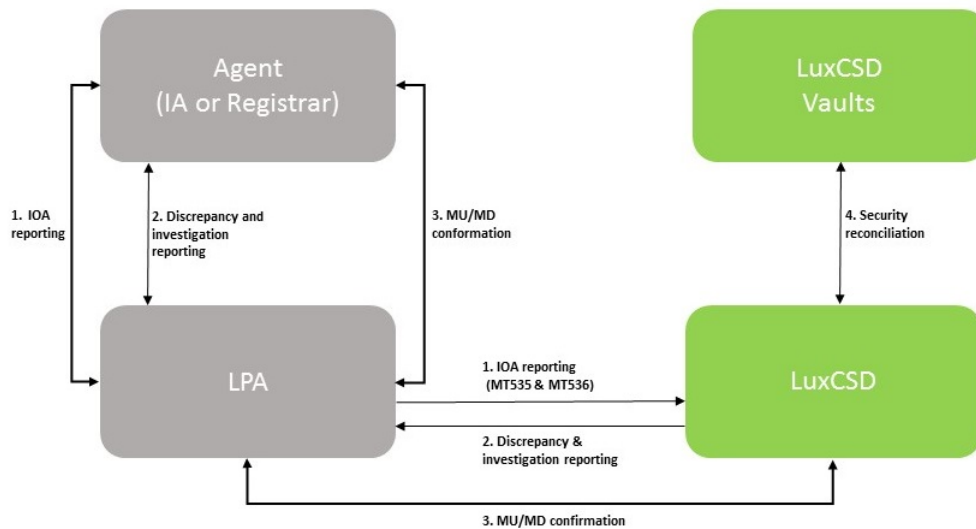 Agent
(IA or Registrar)
LuxCSD
Vaults
1. IOA
reporting
2. Discrepancy and
investigation
reporting
3. MU/MD
conformation
4. Security
reconciliation
LPA
1. IOA reporting
(MT535 & MT536)
LuxCSD
2. Discrepancy &
investigation reporting
3. MU/MD confirmation